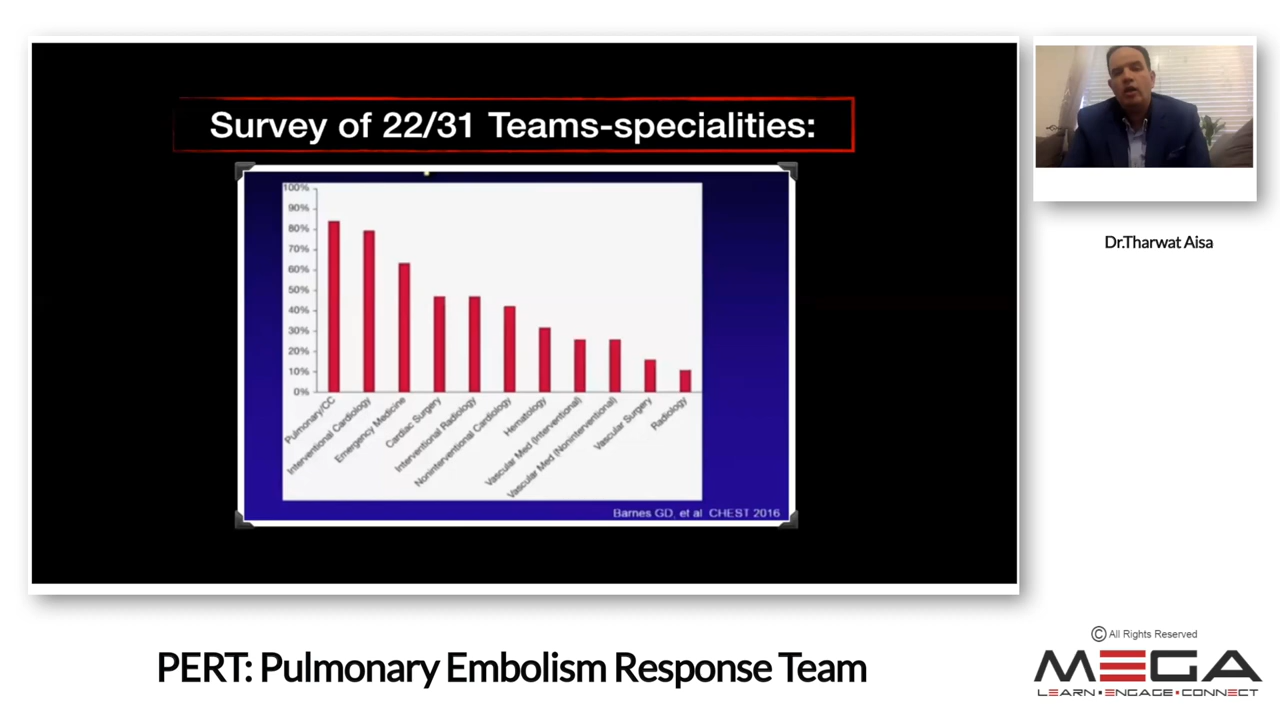 Survey of 22/31 Teams-specialities:
100%
90%
80%
70%
60%
50%
40%
30%
20%
10%
0%
Pulmonary/CC
Interventional Cardiology
Emergency Medicine
Cardiac Surgery
Interventional Radiology
Noninterventional Cardiology
Hematology
Vascular Med (Interventional)
Vascular Med (Noninterventional)
Vascular Surgery
Radiology
Barnes GD, et al CHEST 2016
Dr.Tharwat Aisa
PERT: Pulmonary Embolism Response Team
© All Rights Reserved
MEGA
LEARN • ENGAGE • CONNECT